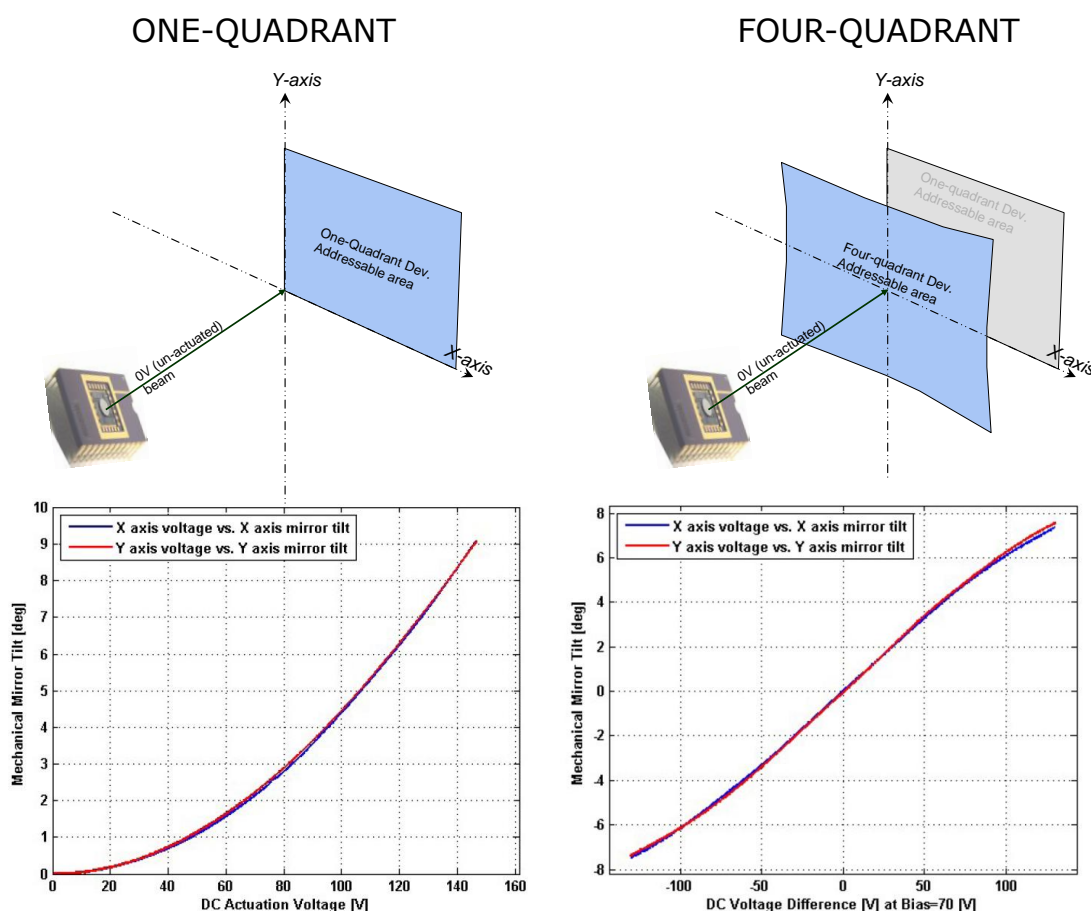 ONE-QUADRANT
Y-axis
One-Quadrant Dev.
Addressable area
X-axis
0V (un-actuated)
beam
FOUR-QUADRANT
Y-axis
One-quadrant Dev.
Addressable area
Four-quadrant Dev.
Addressable area
X-axis
0V (un-actuated)
beam
10
9
8
7
6
5
4
3
2
1
0
X axis voltage vs. X axis mirror tilt
Y axis voltage vs. Y axis mirror tilt
Mechanical Mirror Tilt [deg]
0
20
40
60
80
100
120
140
160
DC Actuation Voltage [V]
8
6
4
2
0
-2
-4
-6
-8
X axis voltage vs. X axis mirror tilt
Y axis voltage vs. Y axis mirror tilt
Mechanical Mirror Tilt [deg]
-100
-50
0
50
100
DC Voltage Difference [V] at Bias=70 [V]